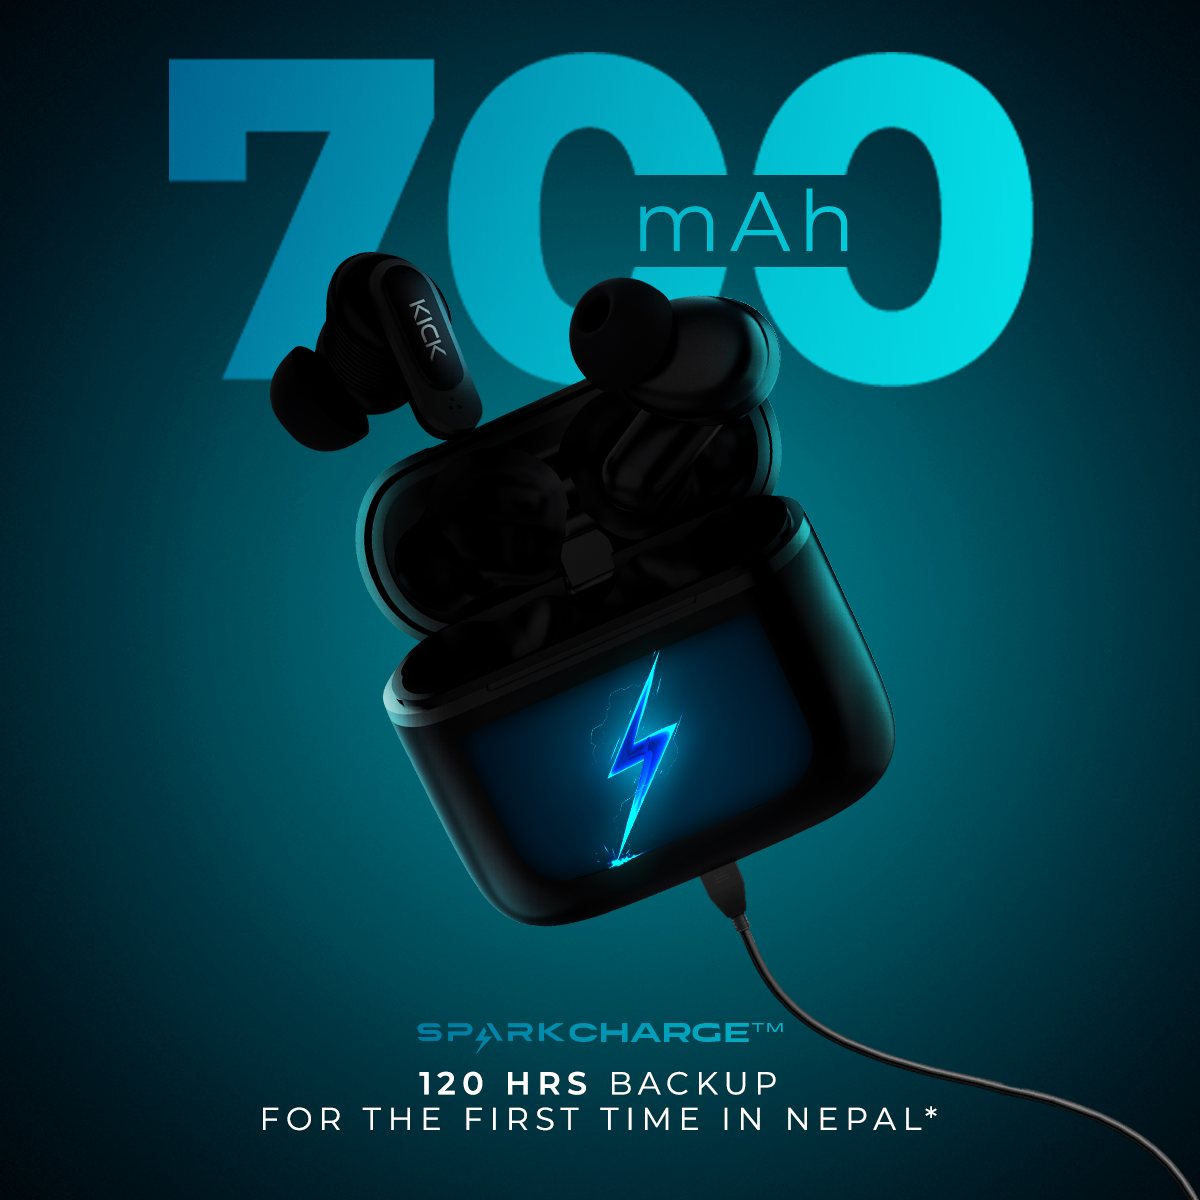 700
mAh
KICK
SPARKCHARGE™
120 HRS BACKUP
FOR THE FIRST TIME IN NEPAL*